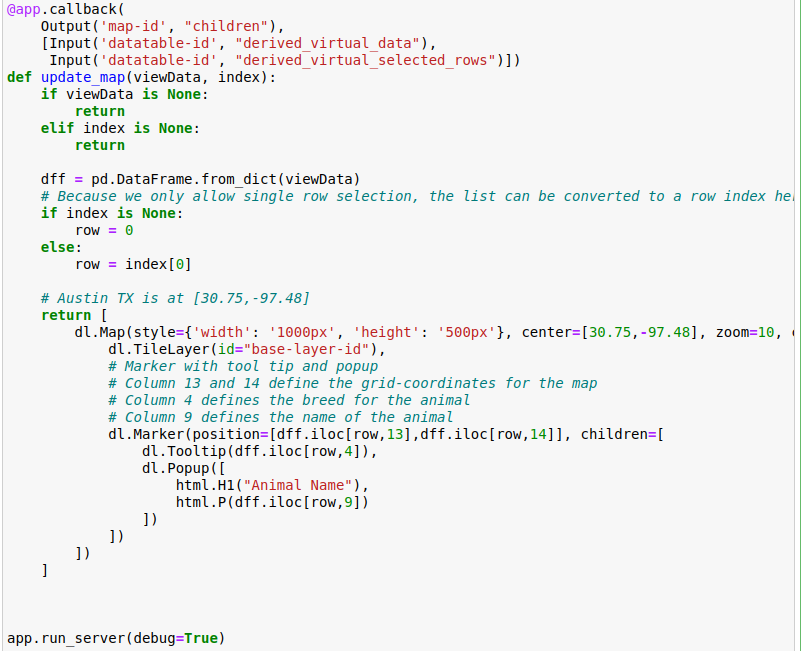 @app.callback(
    Output('map-id', "children"),
    [Input('datatable-id', "derived_virtual_data"),
     Input('datatable-id', "derived_virtual_selected_rows")])
def update_map(viewData, index):
    if viewData is None:
        return
    elif index is None:
        return

    dff = pd.DataFrame.from_dict(viewData)
    # Because we only allow single row selection, the list can be converted to a row index
    if index is None:
        row = 0
    else:
        row = index[0]

    # Austin TX is at [30.75,-97.48]
    return [
        dl.Map(style={'width': '1000px', 'height': '500px'}, center=[30.75,-97.48], zoom=10,
            dl.TileLayer(id="base-layer-id"),
            # Marker with tool tip and popup
            # Column 13 and 14 define the grid-coordinates for the map
            # Column 4 defines the breed for the animal
            # Column 9 defines the name of the animal
            dl.Marker(position=[dff.iloc[row,13],dff.iloc[row,14]], children=[
                dl.Tooltip(dff.iloc[row,4]),
                dl.Popup([
                    html.H1("Animal Name"),
                    html.P(dff.iloc[row,9])
                ])
            ])
        ])
    ]

app.run_server(debug=True)